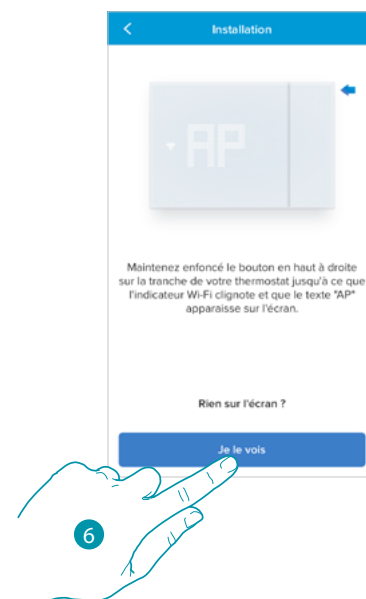 Installation
AP
Maintenez enfoncé le bouton en haut à droite
sur la tranche de votre thermostat jusqu'à ce que
l'indicateur Wi-Fi clignote et que le texte "AP"
apparaisse sur l'écran.
Rien sur l'écran ?
Je le vois
6